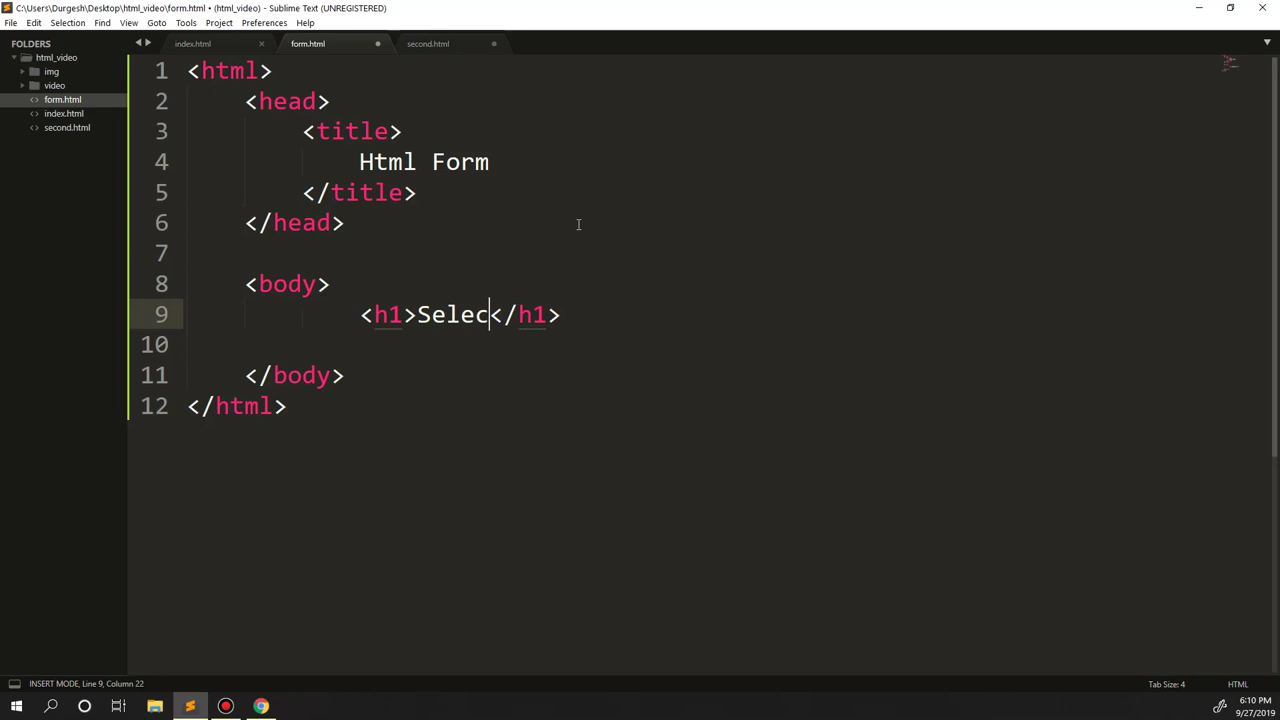 C:\Users\Durgesh\Desktop\html_video\form.html • (html_video) - Sublime Text (UNREGISTERED)
File Edit Selection Find View Goto Tools Project Preferences Help
FOLDERS
html_video
img
video
form.html
index.html
second.html
index.html form.html second.html
1 <html>
2 <head>
3 <title>
4 Html Form
5 </title>
6 </head>
7
8 <body>
9 <h1>Selec</h1>
10
11 </body>
12 </html>
INSERT MODE, Line 9, Column 22 Tab Size: 4 HTML
6:10 PM
9/27/2019